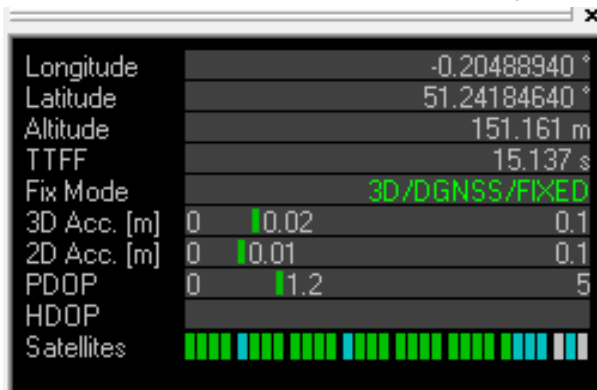 Longitude -0.20488940 °
Latitude 51.24184640 °
Altitude 151.161 m
TTFF 15.137 s
Fix Mode 3D/DGNSS/FIXED
3D Acc. [m] 0 0.02 0.1
2D Acc. [m] 0 0.01 0.1
PDOP 0 1.2 5
HDOP
Satellites